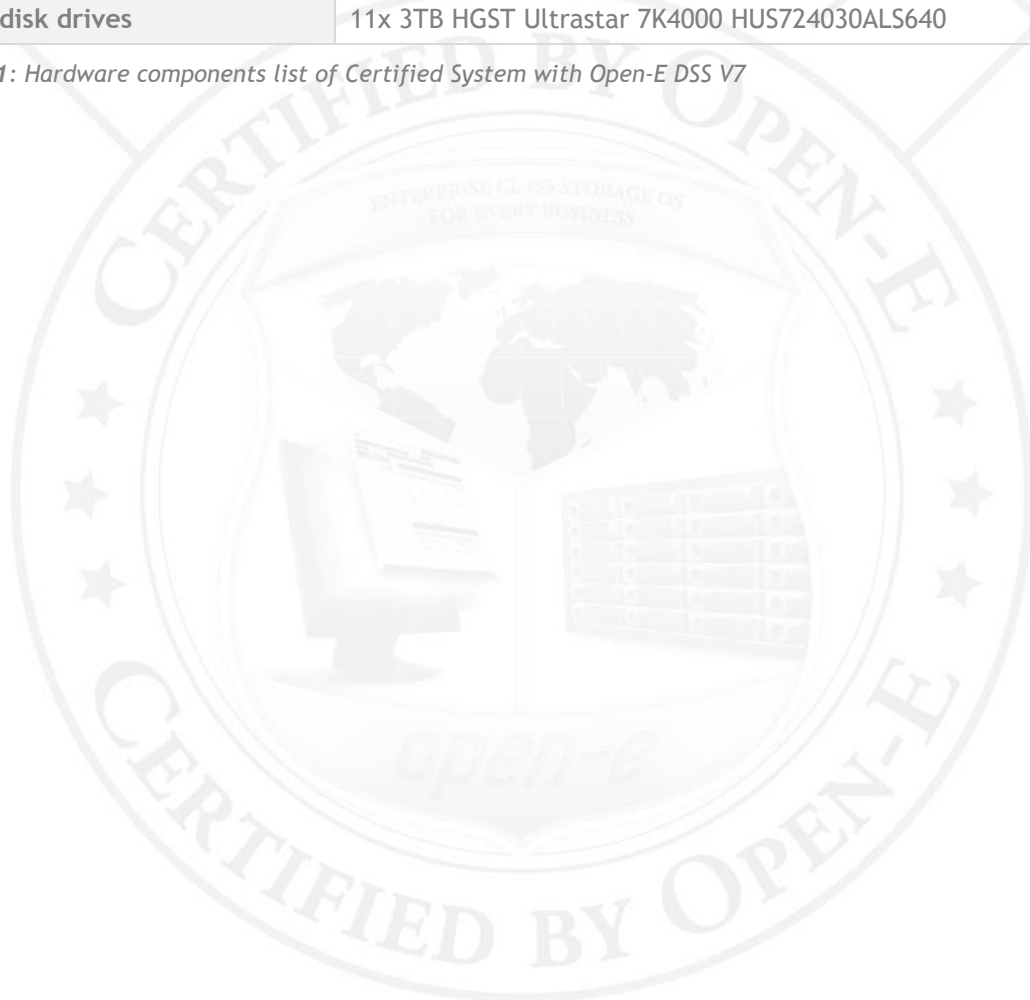 disk drives 11x 3TB HGST Ultrastar 7K4000 HUS724030ALS640
1: Hardware components list of Certified System with Open-E DSS V7
CERTIFIED BY OPEN-E
ENTERPRISE CLASS STORAGE OS
FOR EVERY BUSINESS
open-e
CERTIFIED BY OPEN-E